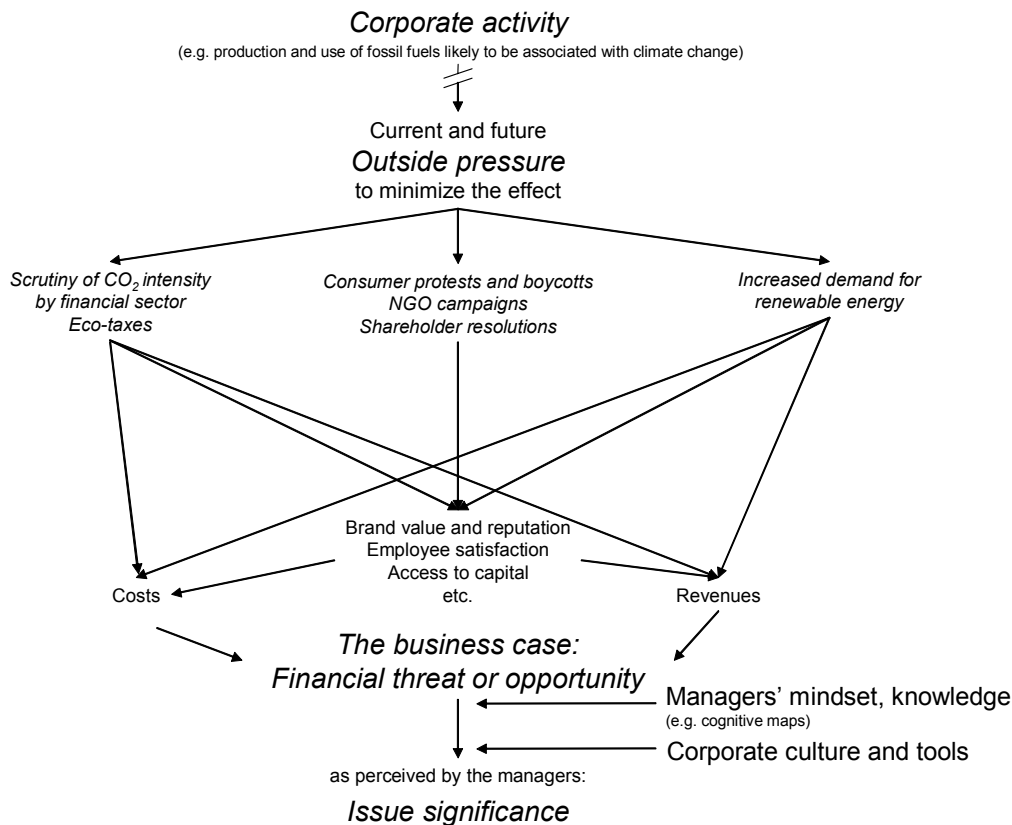 Corporate activity
(e.g. production and use of fossil fuels likely to be associated with climate change)
Current and future
Outside pressure
to minimize the effect
Scrutiny of CO2 intensity
by financial sector
Eco-taxes
Consumer protests and boycotts
NGO campaigns
Shareholder resolutions
Increased demand for
renewable energy
Brand value and reputation
Employee satisfaction
Access to capital
etc.
Costs
Revenues
The business case:
Financial threat or opportunity
Managers' mindset, knowledge
(e.g. cognitive maps)
Corporate culture and tools
as perceived by the managers:
Issue significance